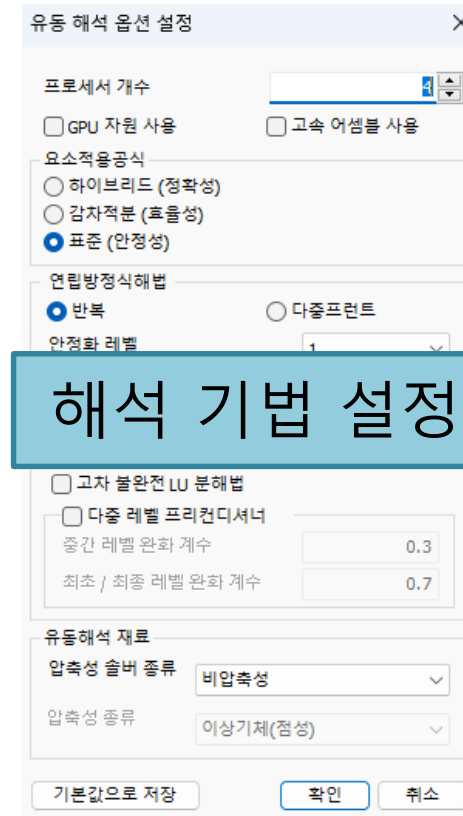 유동 해석 옵션 설정
프로세서 개수 4
GPU 자원 사용 고속 어셈블 사용
요소적용공식
하이브리드 (정확성)
감차적분 (효율성)
표준 (안정성)
연립방정식해법
반복 다중프런트
안정화 레벨 1
해석 기법 설정
고차 불완전 LU 분해법
다중 레벨 프리컨디셔너
중간 레벨 완화 계수 0.3
최초 / 최종 레벨 완화 계수 0.7
유동해석 재료
압축성 솔버 종류 비압축성
압축성 종류 이상기체(점성)
기본값으로 저장 확인 취소